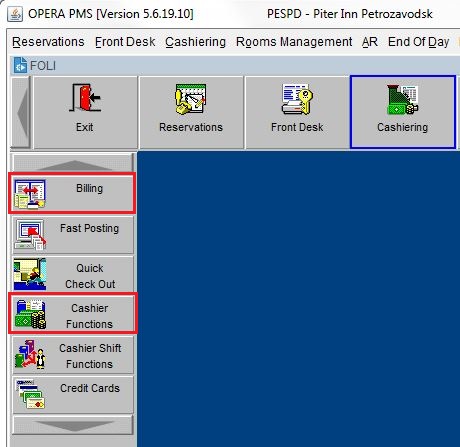 OPERA PMS [Version 5.6.19.10] PESPD - Piter Inn Petrozavodsk
Reservations Front Desk Cashiering Rooms Management AR End Of Day
FOLI
Exit
Reservations
Front Desk
Cashiering
Billing
Fast Posting
Quick
Check Out
Cashier
Functions
Cashier Shift
Functions
Credit Cards